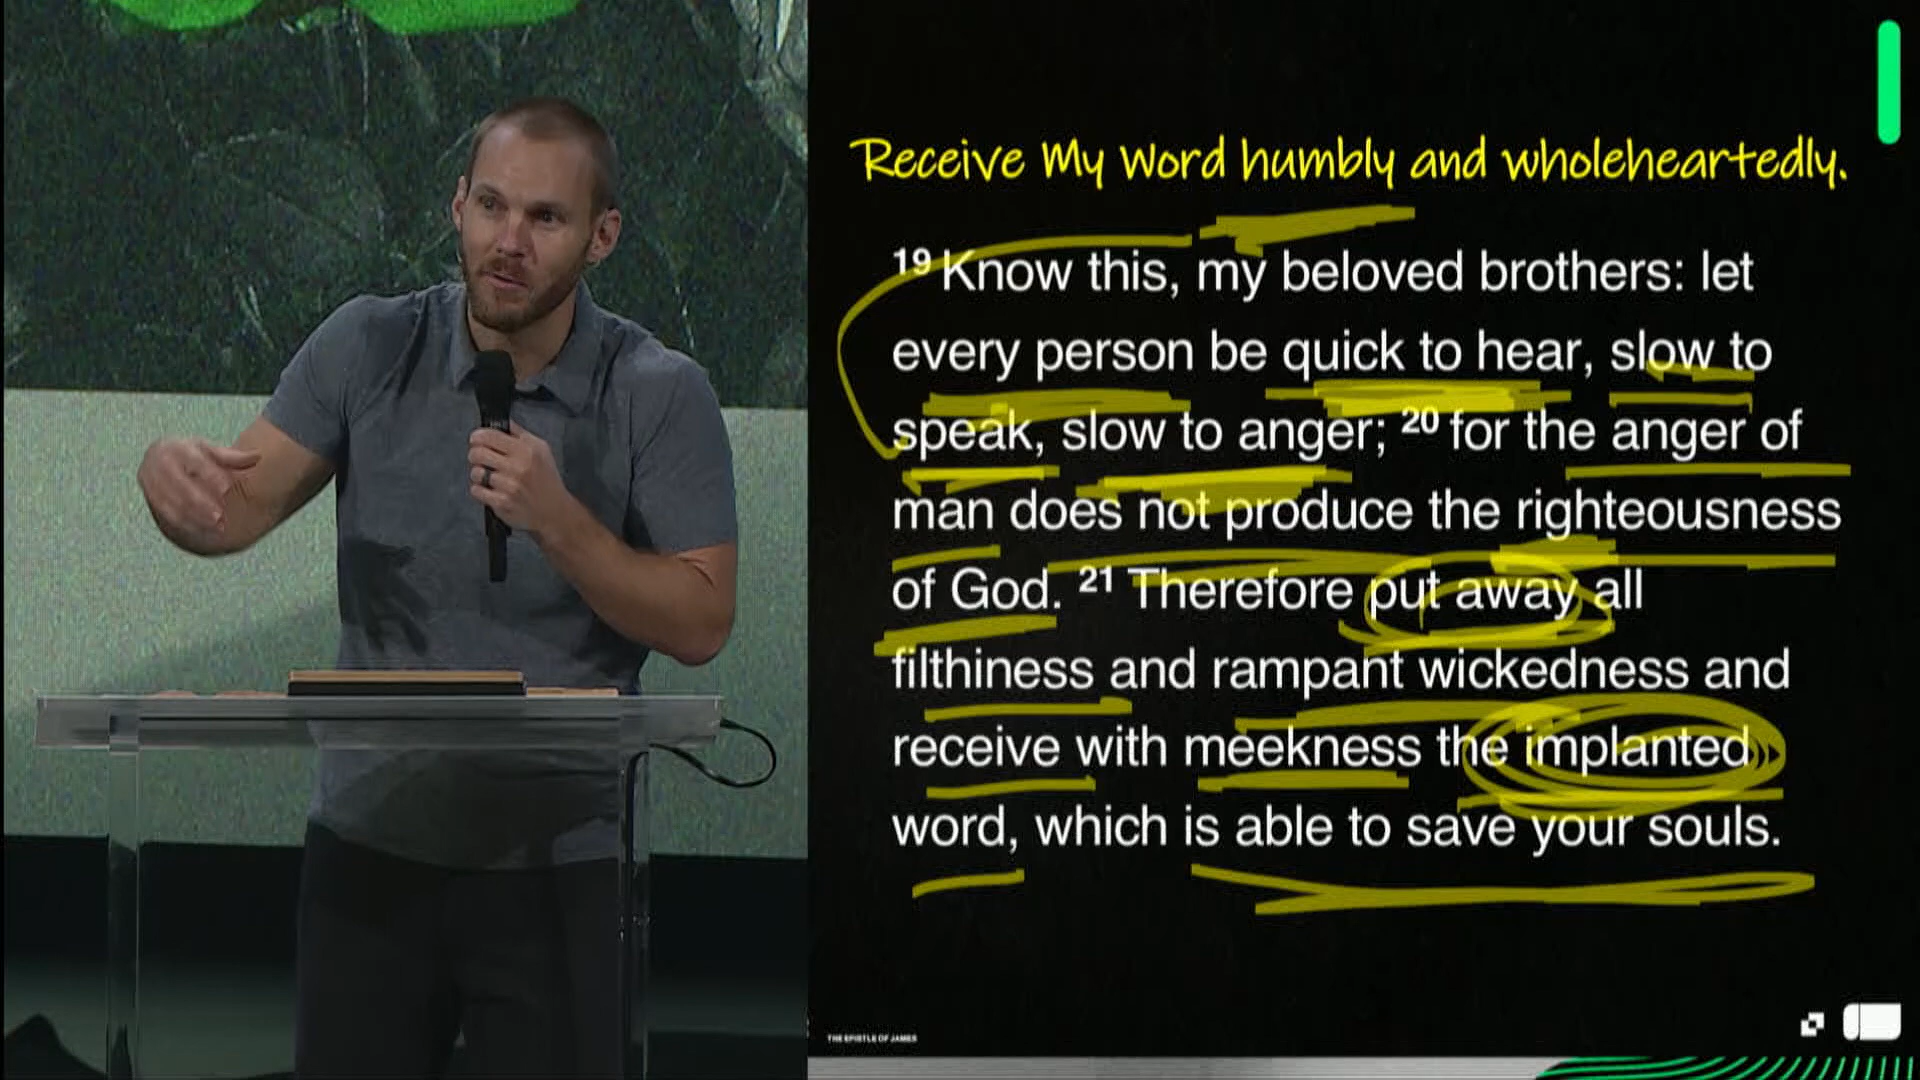 Receive My Word humbly and wholeheartedly.
19 Know this, my beloved brothers: let
every person be quick to hear, slow to
speak, slow to anger; 20 for the anger of
man does not produce the righteousness
of God. 21 Therefore put away all
filthiness and rampant wickedness and
receive with meekness the implanted
word, which is able to save your souls.
THE EPISTLE OF JAMES